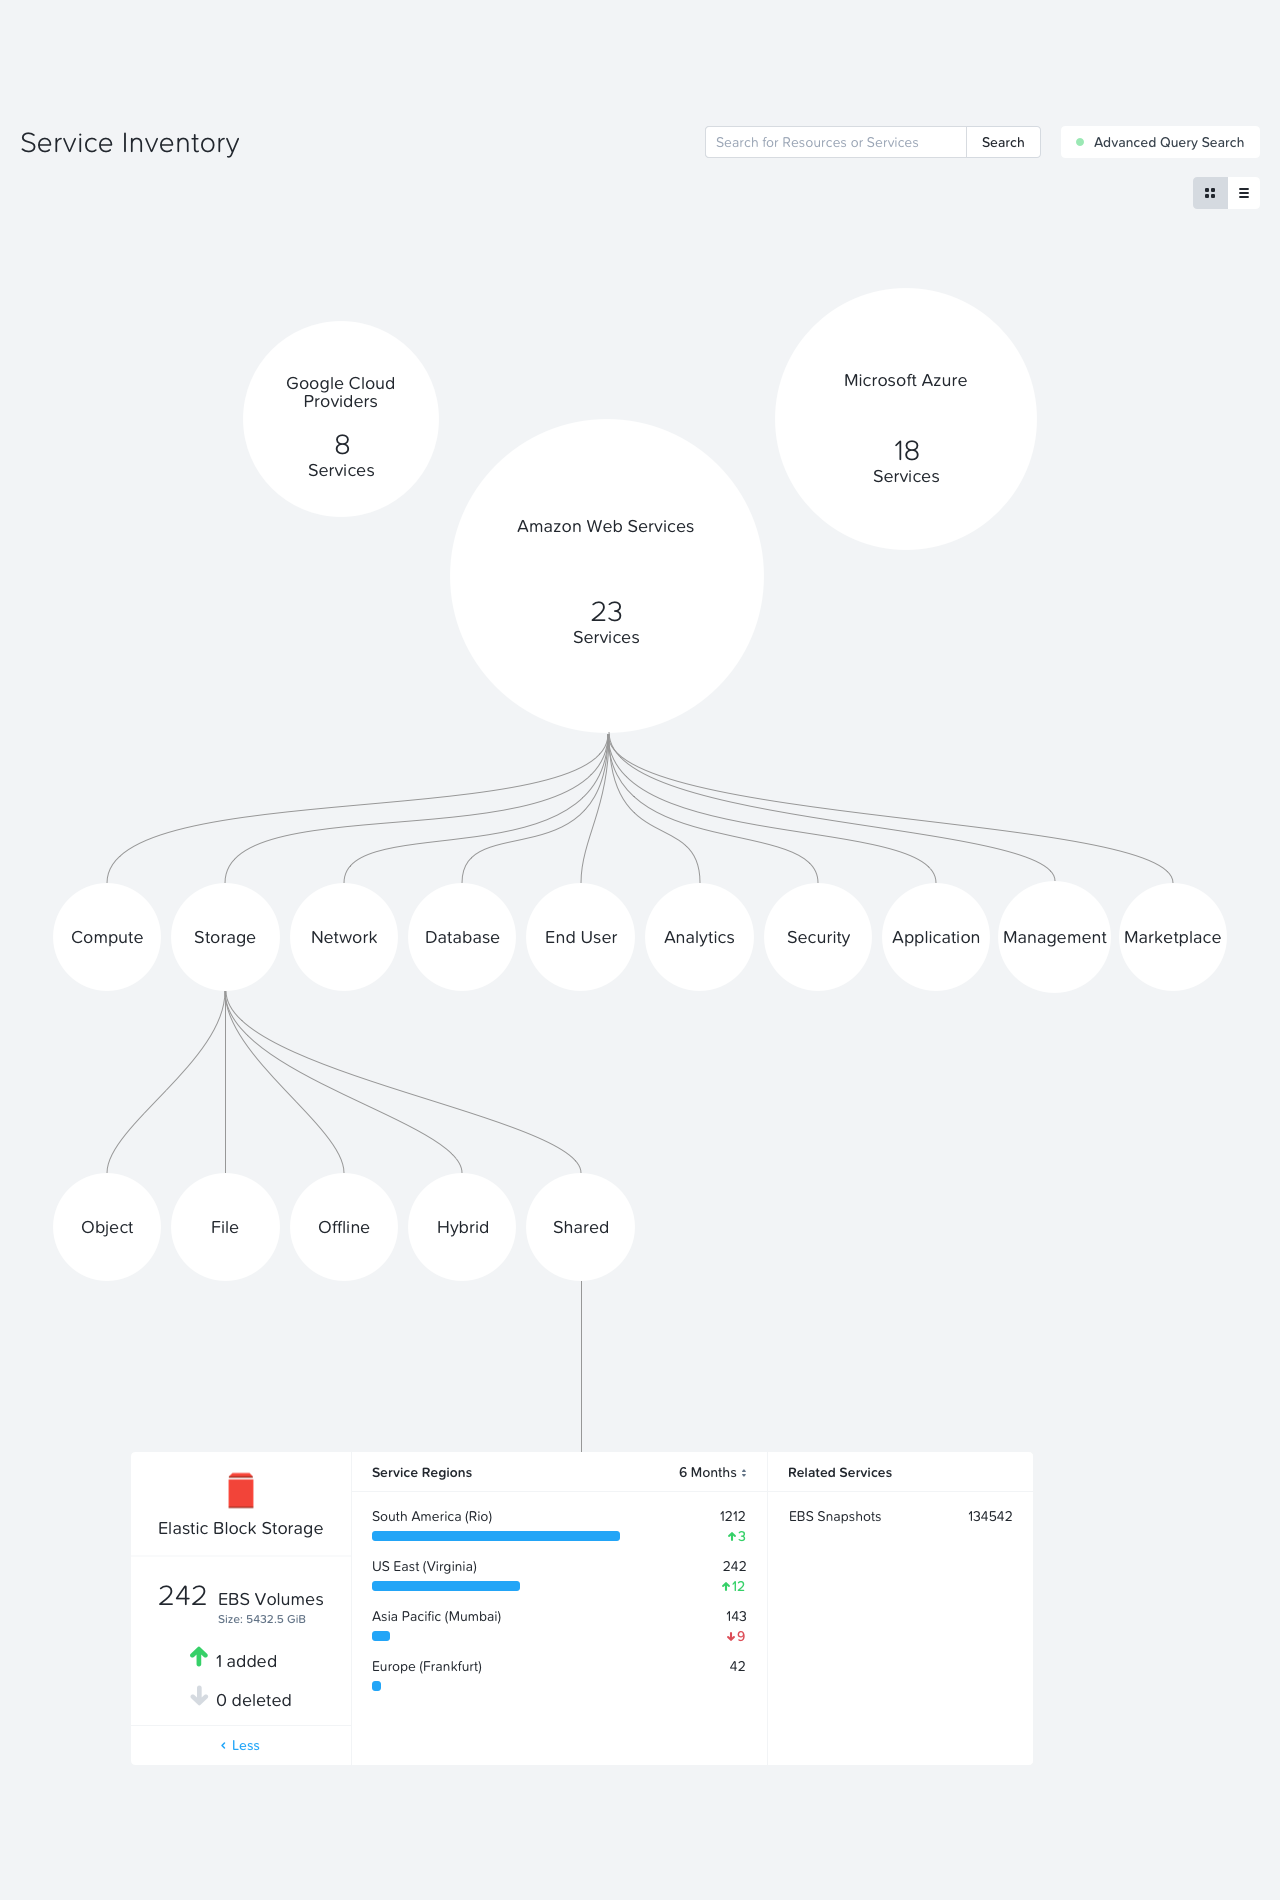 Service Inventory
Search for Resources or Services
Search
Advanced Query Search
Google Cloud
Providers
8
Services
Microsoft Azure
18
Services
Amazon Web Services
23
Services
Compute
Storage
Network
Database
End User
Analytics
Security
Application
Management
Marketplace
Object
File
Offline
Hybrid
Shared
Elastic Block Storage
242 EBS Volumes
Size: 5432.5 GiB
1 added
0 deleted
Less
Service Regions
6 Months
South America (Rio)
1212
3
US East (Virginia)
242
12
Asia Pacific (Mumbai)
143
9
Europe (Frankfurt)
42
Related Services
EBS Snapshots
134542